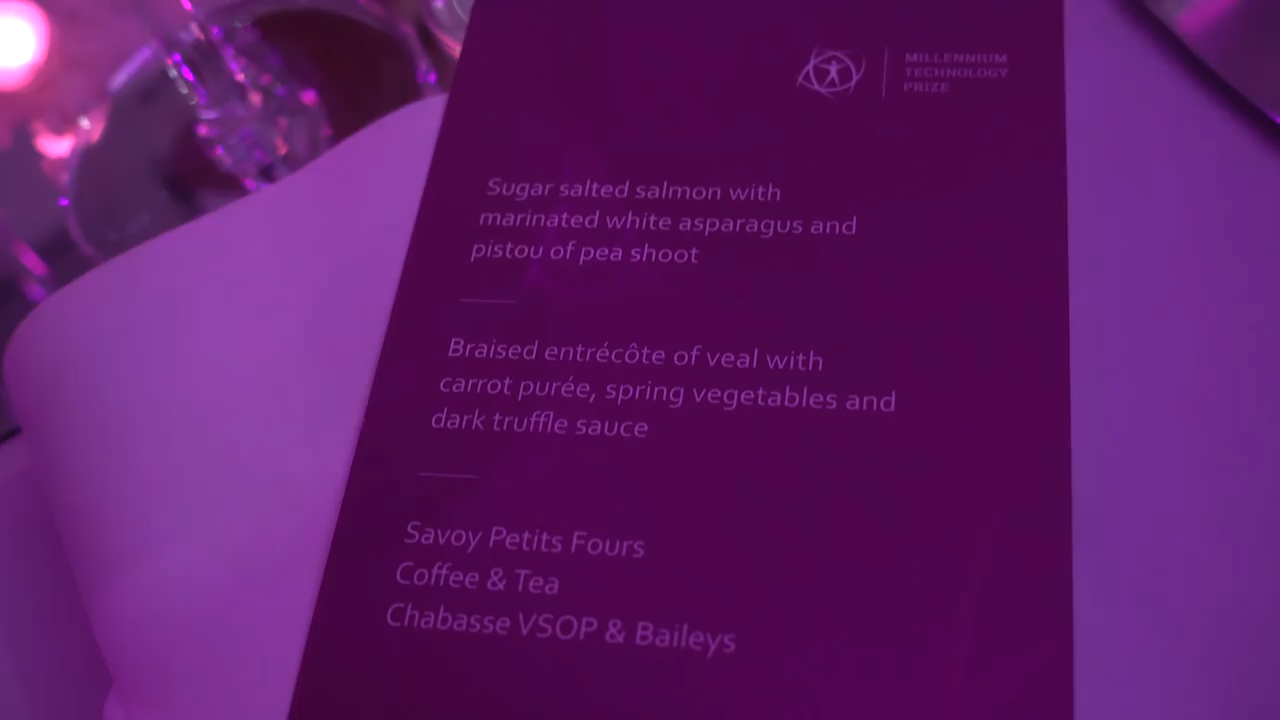 MILLENNIUM
TECHNOLOGY
PRIZE
Sugar salted salmon with
marinated white asparagus and
pistou of pea shoot
Braised entrécôte of veal with
carrot purée, spring vegetables and
dark truffle sauce
Savoy Petits Fours
Coffee & Tea
Chabasse VSOP & Baileys